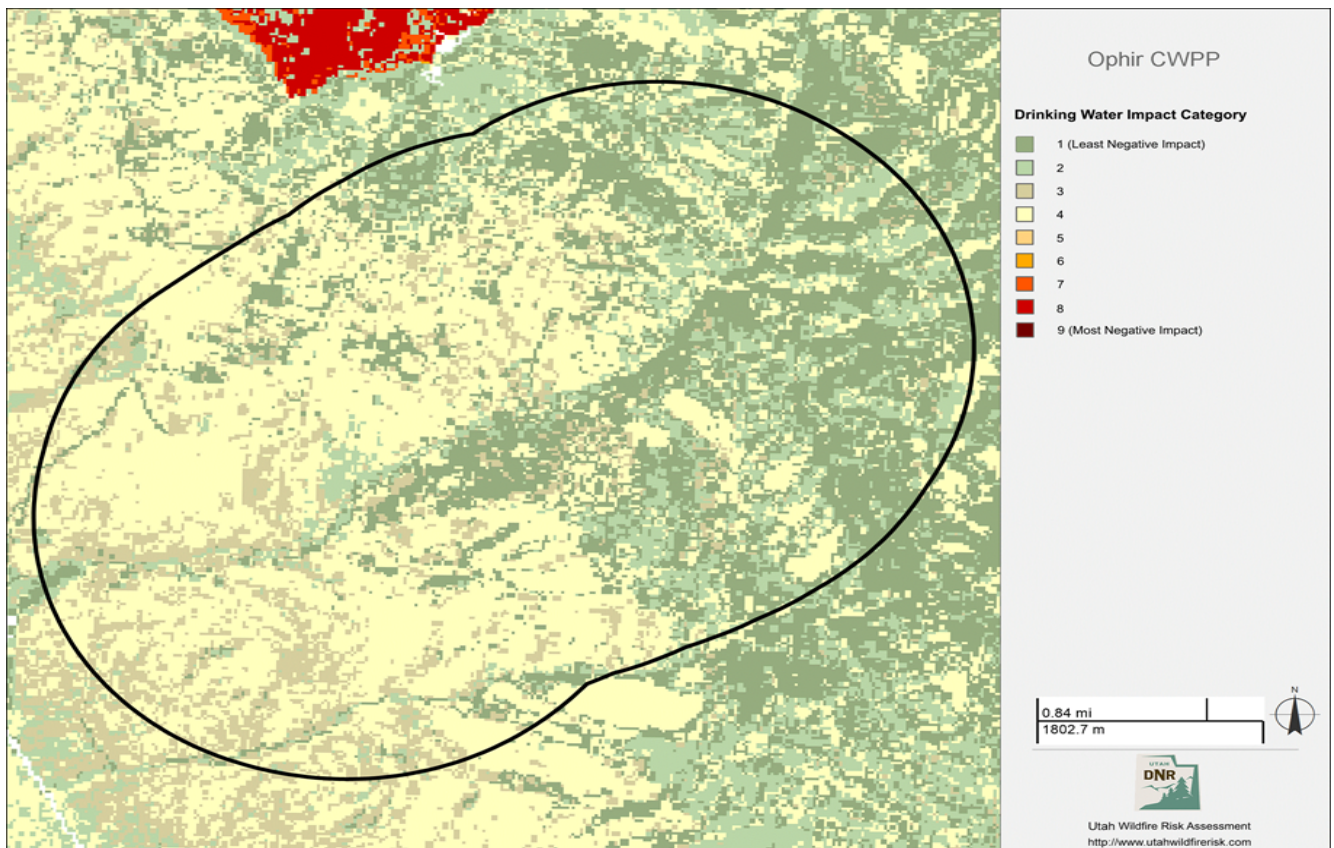 Ophir CWPP
Drinking Water Impact Category
1 (Least Negative Impact)
2
3
4
5
6
7
8
9 (Most Negative Impact)
0.84 mi
1802.7 m
N
UTAH
DNR
Utah Wildfire Risk Assessment
http://www.utahwildfirerisk.com